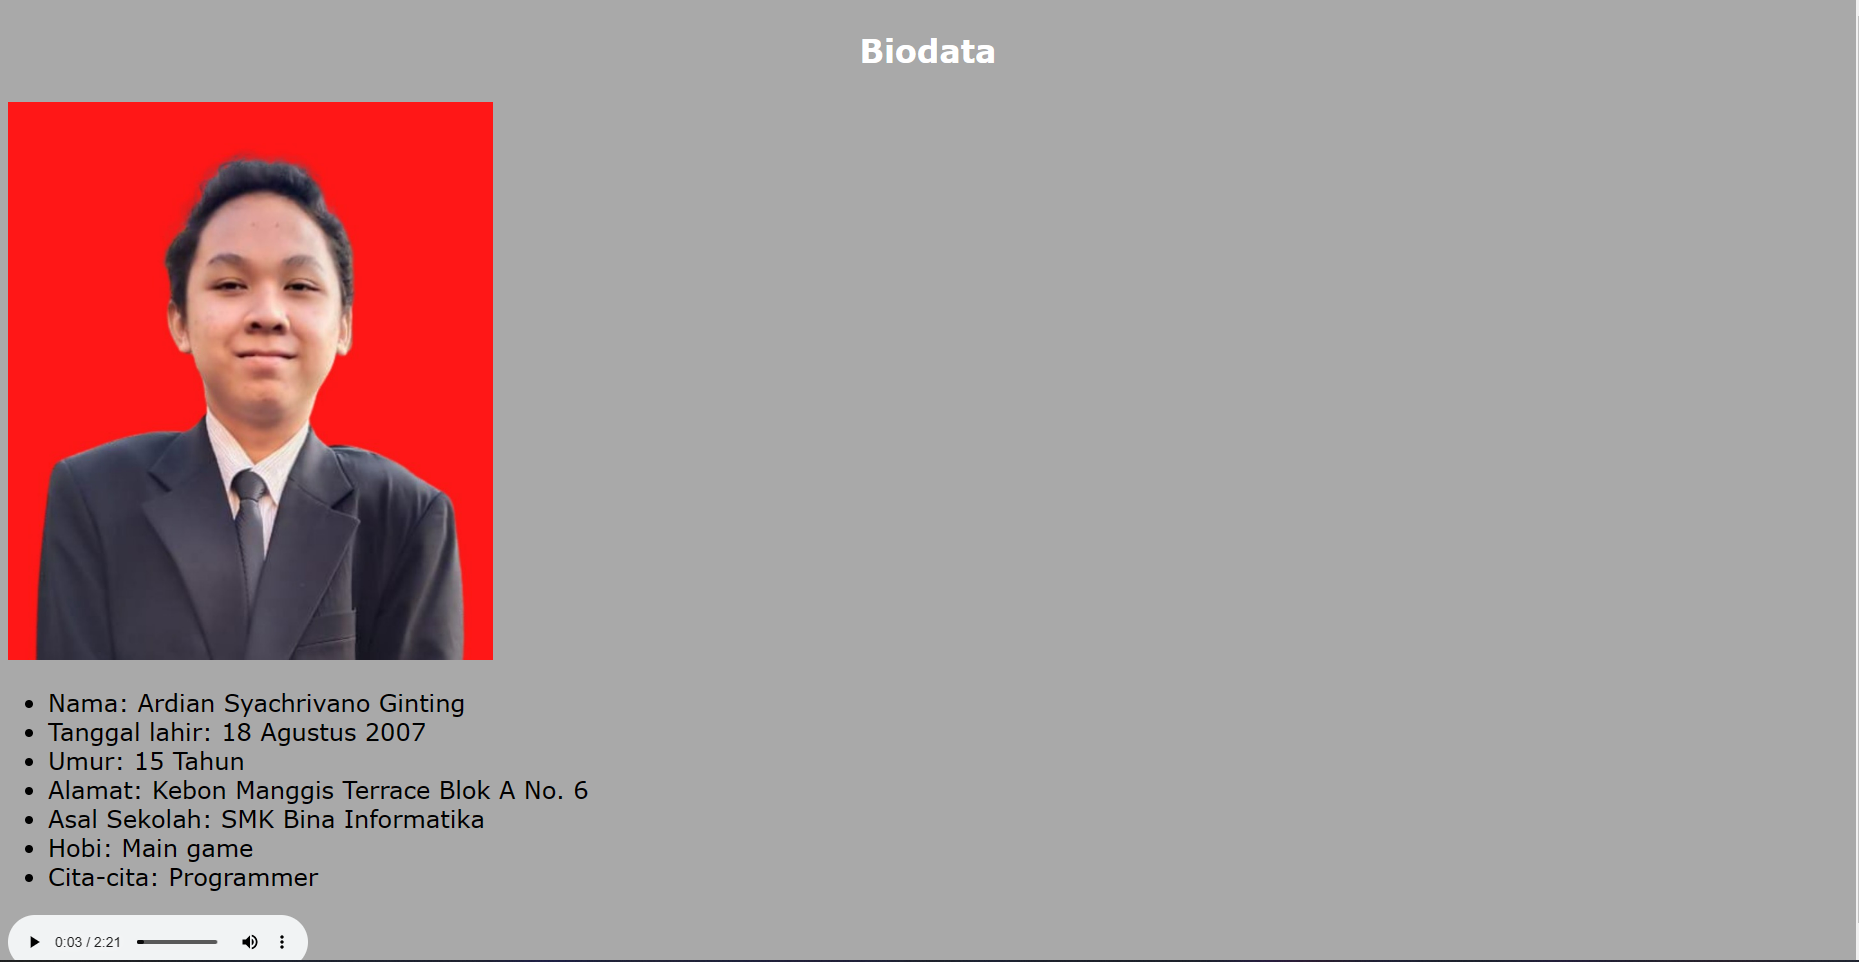 Biodata
Nama: Ardian Syachrivano Ginting
Tanggal lahir: 18 Agustus 2007
Umur: 15 Tahun
Alamat: Kebon Manggis Terrace Blok A No. 6
Asal Sekolah: SMK Bina Informatika
Hobi: Main game
Cita-cita: Programmer
0:03 / 2:21